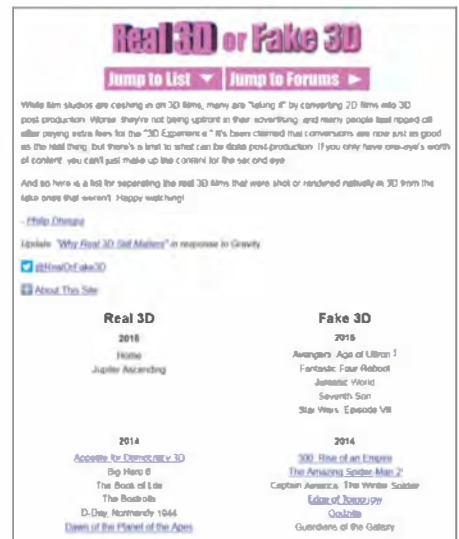 Real 3D or Fake 3D
Jump to List Jump to Forums
While film studios are cashing in on 3D films, many are "faking it" by converting 2D films into 3D
post production. Worse, they're not being upfront in their advertising, and many people feel ripped off
after paying extra fees for the "3D Experience." It's been claimed that conversions are now just as good
as the real thing, but there's a limit to what can be done post-production. If you only have one-eye's worth
of content, you can't just make up the content for the second eye.
And so here is a list for separating the real 3D films that were shot or rendered natively in 3D from the
fake ones that weren't. Happy watching!
- Philip Dhingra
Update: "Why Real 3D Still Matters" in response to Gravity
@RealOrFake3D
About This Site
Real 3D
Fake 3D
2015
Home
Jupiter Ascending
2015
Avengers: Age of Ultron
Fantastic Four Reboot
Jurassic World
Seventh Son
Star Wars: Episode VII
2014
Appetite for Democracy 3D
Big Hero 6
The Book of Life
The Boxtrolls
D-Day, Normandy 1944
Dawn of the Planet of the Apes
2014
300: Rise of an Empire
The Amazing Spider-Man 2
Captain America: The Winter Soldier
Edge of Tomorrow
Godzilla
Guardians of the Galaxy